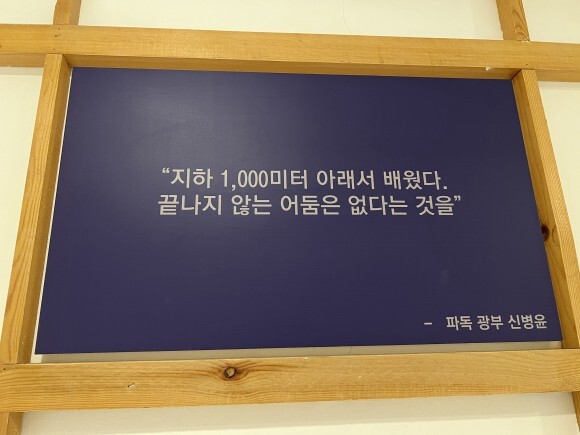 “지하 1,000미터 아래서 배웠다.
끝나지 않는 어둠은 없다는 것을”
- 파독 광부 신병윤